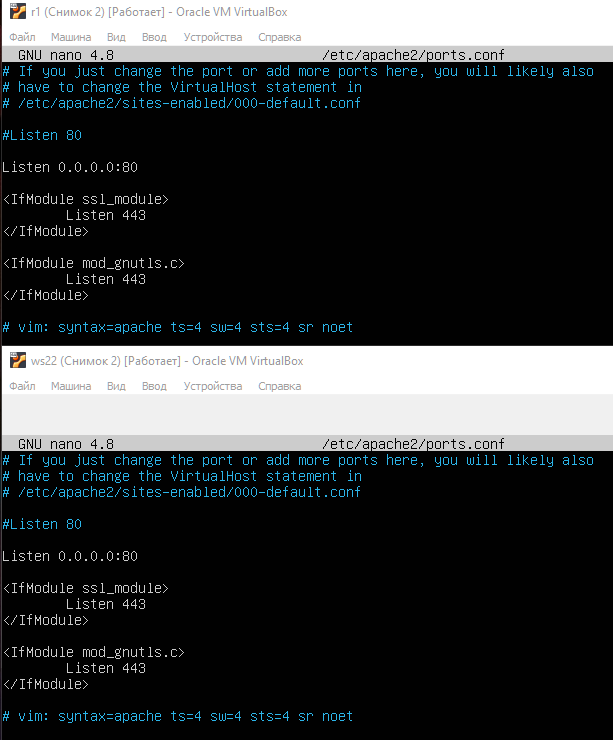 r1 (Снимок 2) [Работает] - Oracle VM VirtualBox
Файл Машина Вид Ввод Устройства Справка
GNU nano 4.8 /etc/apache2/ports.conf
# If you just change the port or add more ports here, you will likely also
# have to change the VirtualHost statement in
# /etc/apache2/sites-enabled/000-default.conf
#Listen 80
Listen 0.0.0.0:80
<IfModule ssl_module>
Listen 443
</IfModule>
<IfModule mod_gnutls.c>
Listen 443
</IfModule>
# vim: syntax=apache ts=4 sw=4 sts=4 sr noet
ws22 (Снимок 2) [Работает] - Oracle VM VirtualBox
Файл Машина Вид Ввод Устройства Справка
GNU nano 4.8 /etc/apache2/ports.conf
# If you just change the port or add more ports here, you will likely also
# have to change the VirtualHost statement in
# /etc/apache2/sites-enabled/000-default.conf
#Listen 80
Listen 0.0.0.0:80
<IfModule ssl_module>
Listen 443
</IfModule>
<IfModule mod_gnutls.c>
Listen 443
</IfModule>
# vim: syntax=apache ts=4 sw=4 sts=4 sr noet